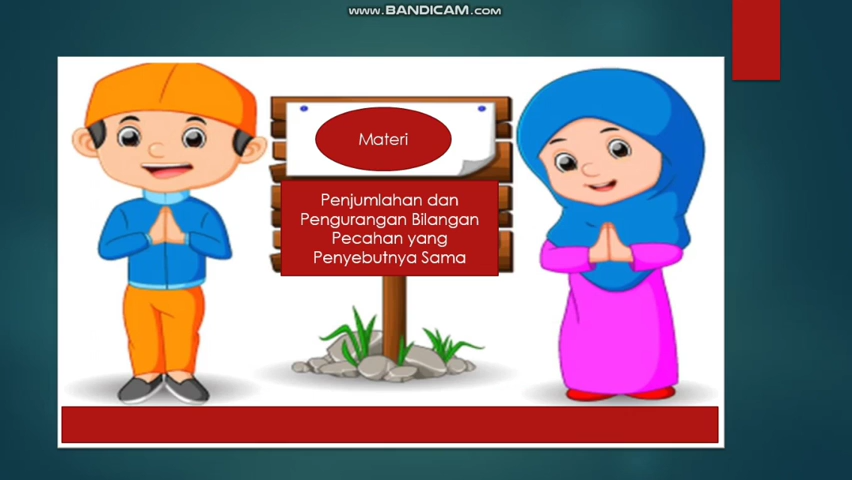 www.BANDICAM.com
Materi
Penjumlahan dan
Pengurangan Bilangan
Pecahan yang
Penyebutnya Sama